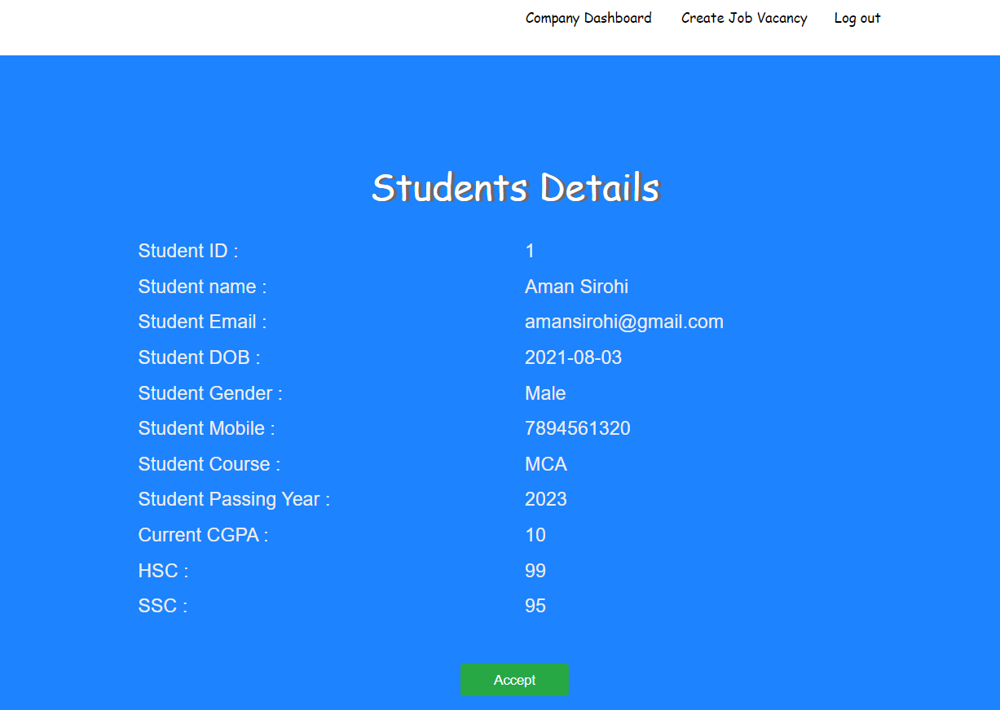 Company Dashboard Create Job Vacancy Log out
Students Details
Student ID : 1
Student name : Aman Sirohi
Student Email : amansirohi@gmail.com
Student DOB : 2021-08-03
Student Gender : Male
Student Mobile : 7894561320
Student Course : MCA
Student Passing Year : 2023
Current CGPA : 10
HSC : 99
SSC : 95
Accept